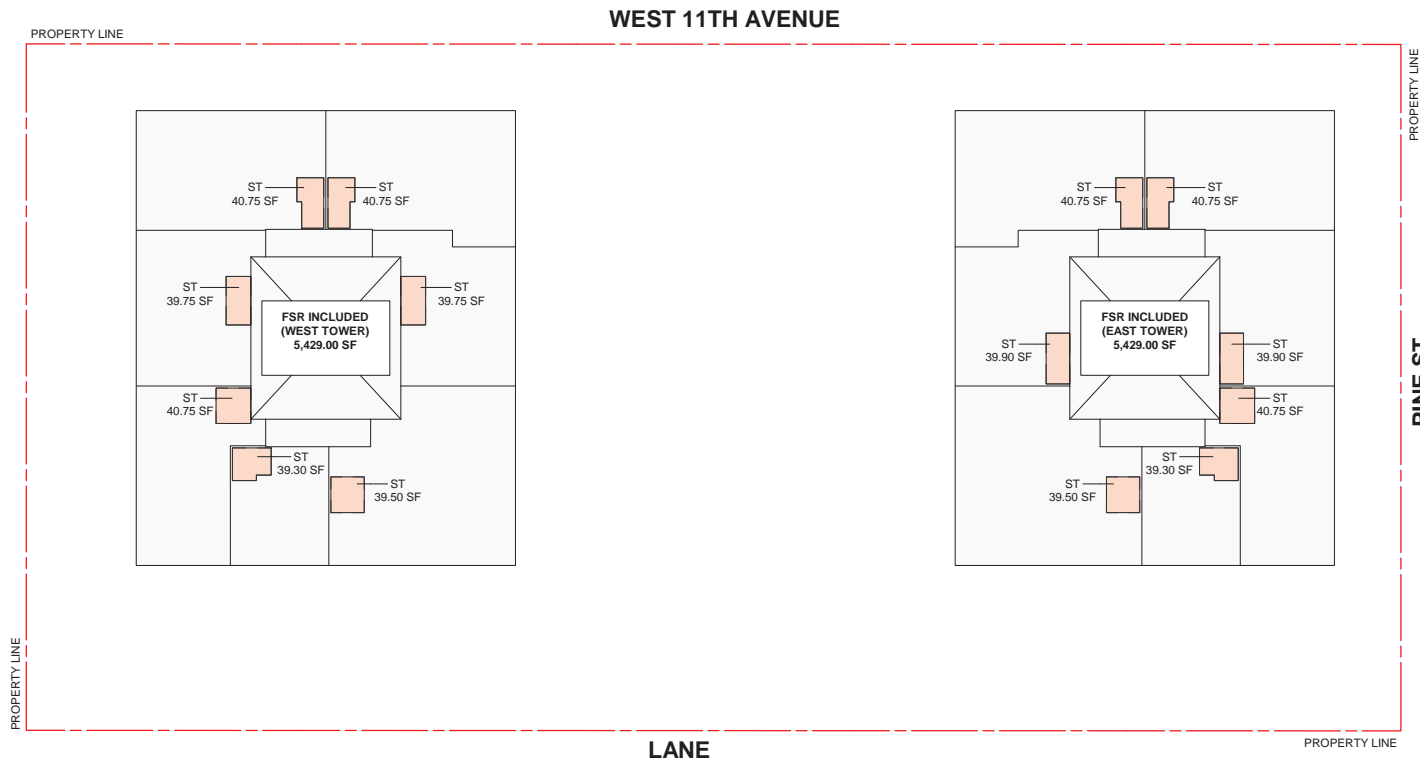 WEST 11TH AVENUE
PROPERTY LINE
PROPERTY LINE
ST
40.75 SF
ST
40.75 SF
ST
39.75 SF
ST
39.75 SF
FSR INCLUDED
(WEST TOWER)
5,429.00 SF
ST
40.75 SF
ST
39.30 SF
ST
39.50 SF
ST
40.75 SF
ST
40.75 SF
ST
39.90 SF
ST
39.90 SF
FSR INCLUDED
(EAST TOWER)
5,429.00 SF
ST
40.75 SF
ST
39.30 SF
ST
39.50 SF
PINE ST
PROPERTY LINE
LANE
PROPERTY LINE